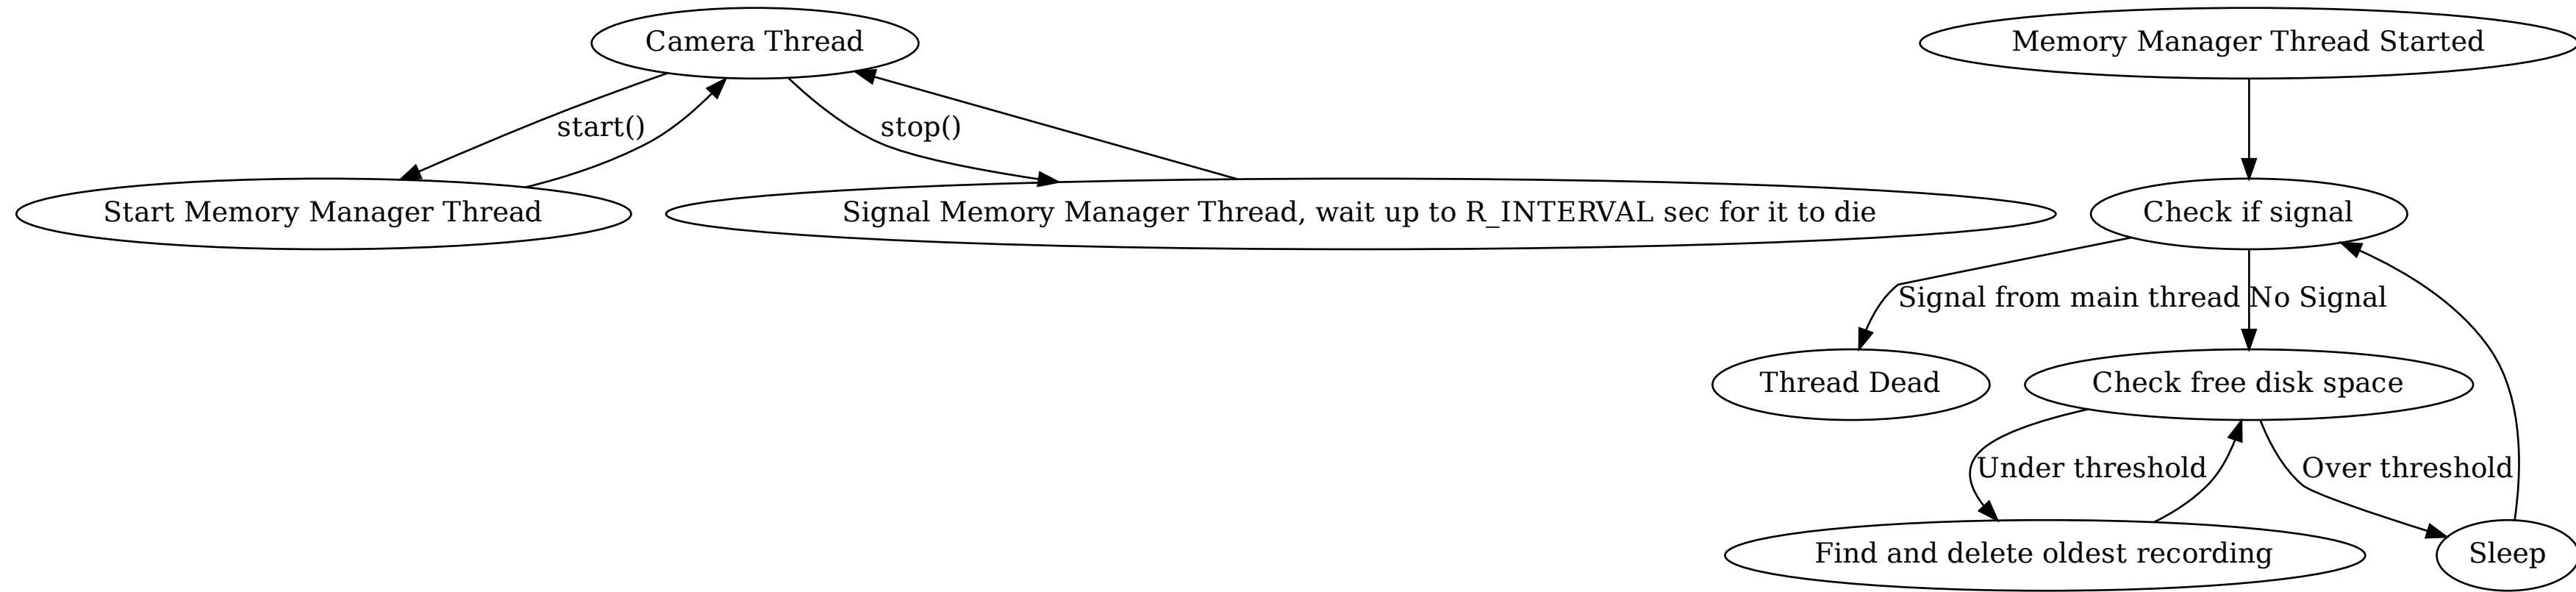 Camera Thread
Memory Manager Thread Started
start()
stop()
Start Memory Manager Thread
Signal Memory Manager Thread, wait up to R_INTERVAL sec for it to die
Check if signal
Signal from main thread
No Signal
Thread Dead
Check free disk space
Under threshold
Over threshold
Find and delete oldest recording
Sleep